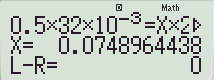 D Math
0.5×32×10⁻³=X×2▶
X= 0.0748964438
L-R= 0